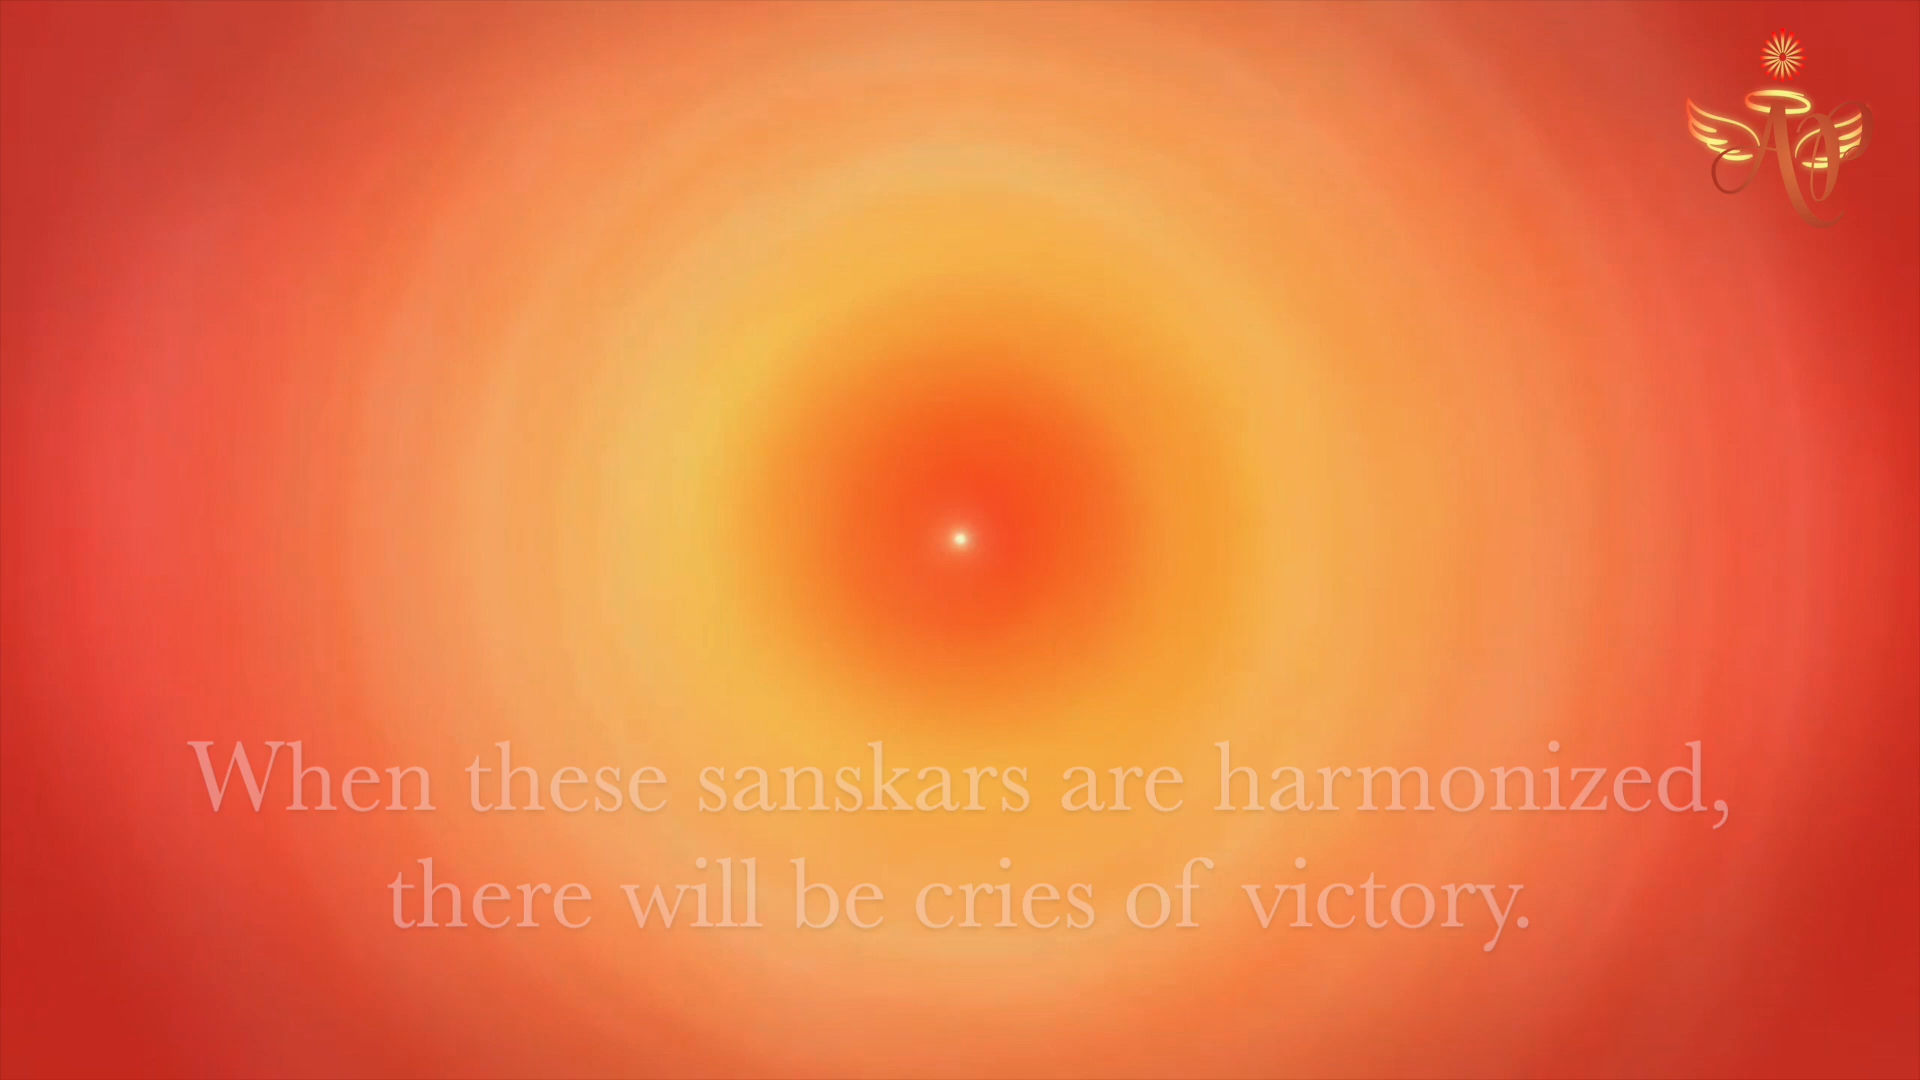 When these sanskars are harmonized,
there will be cries of victory.